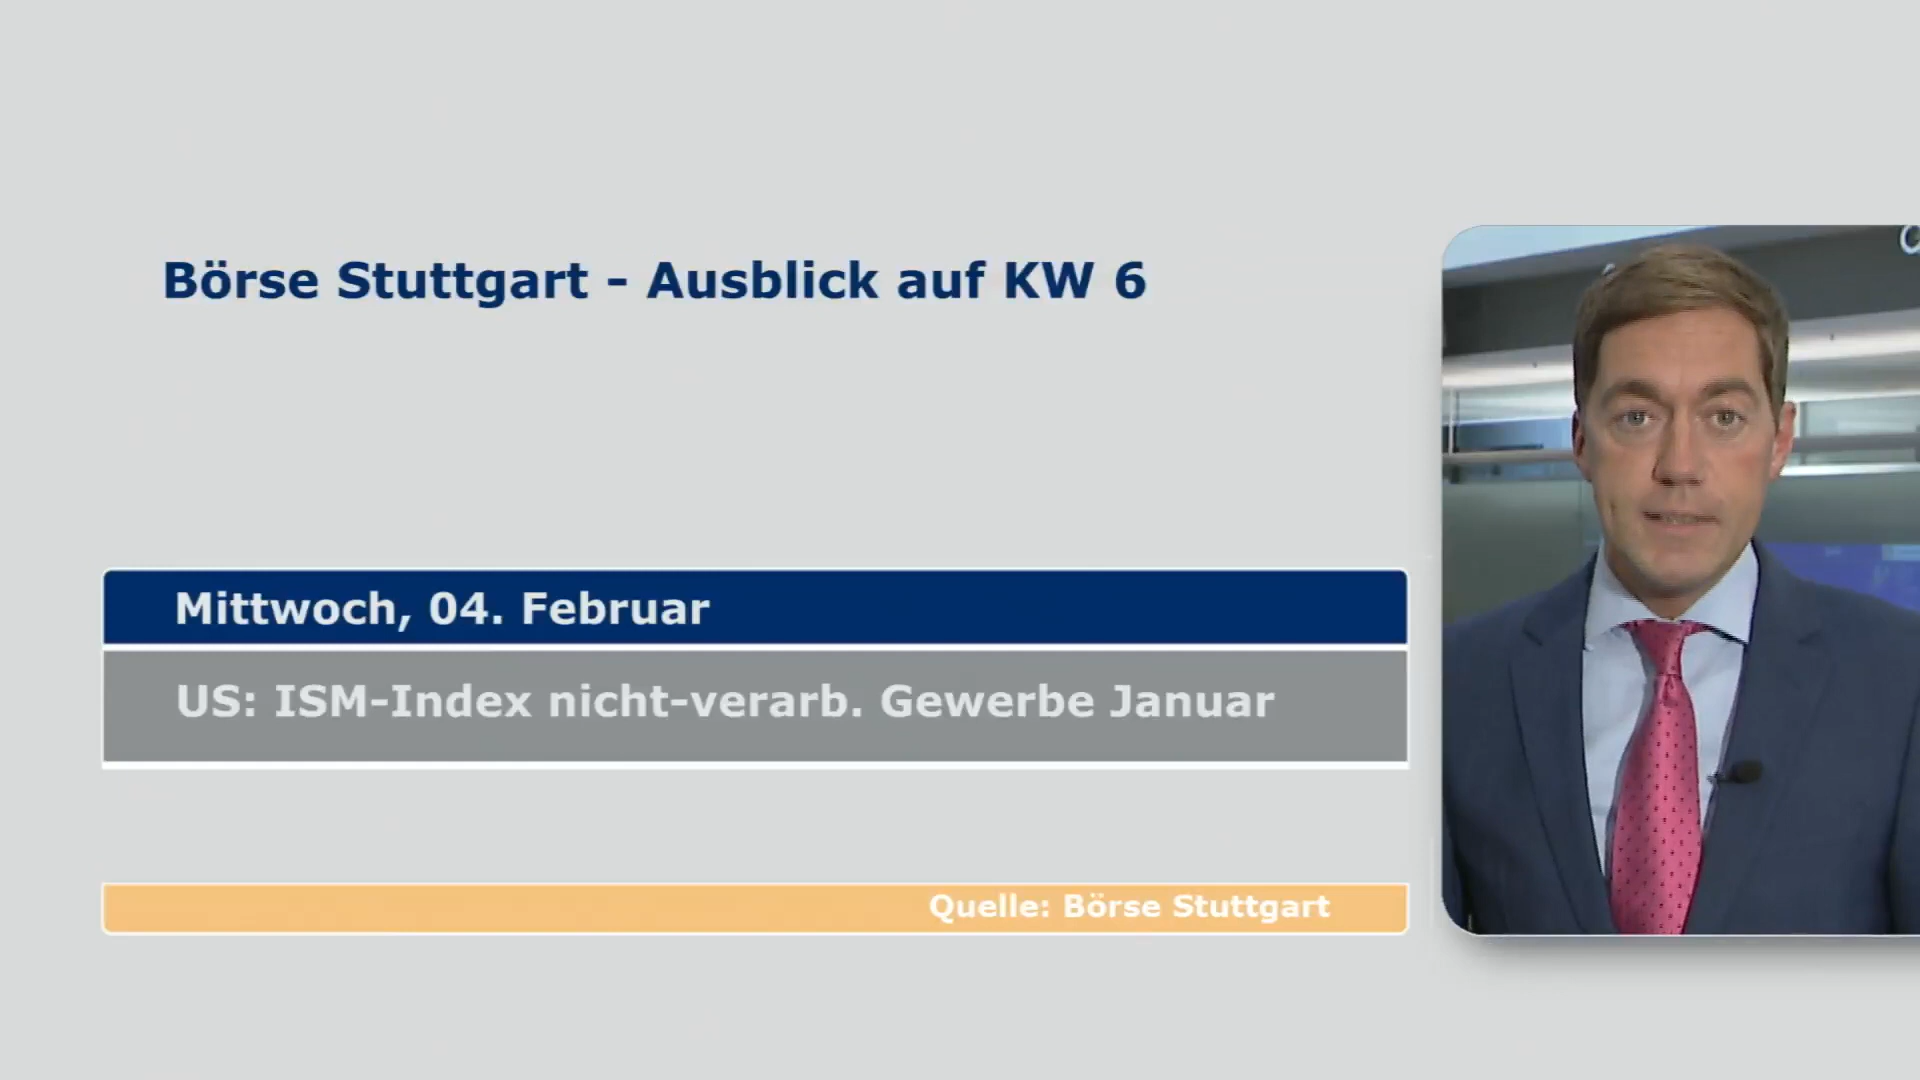 Börse Stuttgart - Ausblick auf KW 6
Mittwoch, 04. Februar
US: ISM-Index nicht-verarb. Gewerbe Januar
Quelle: Börse Stuttgart